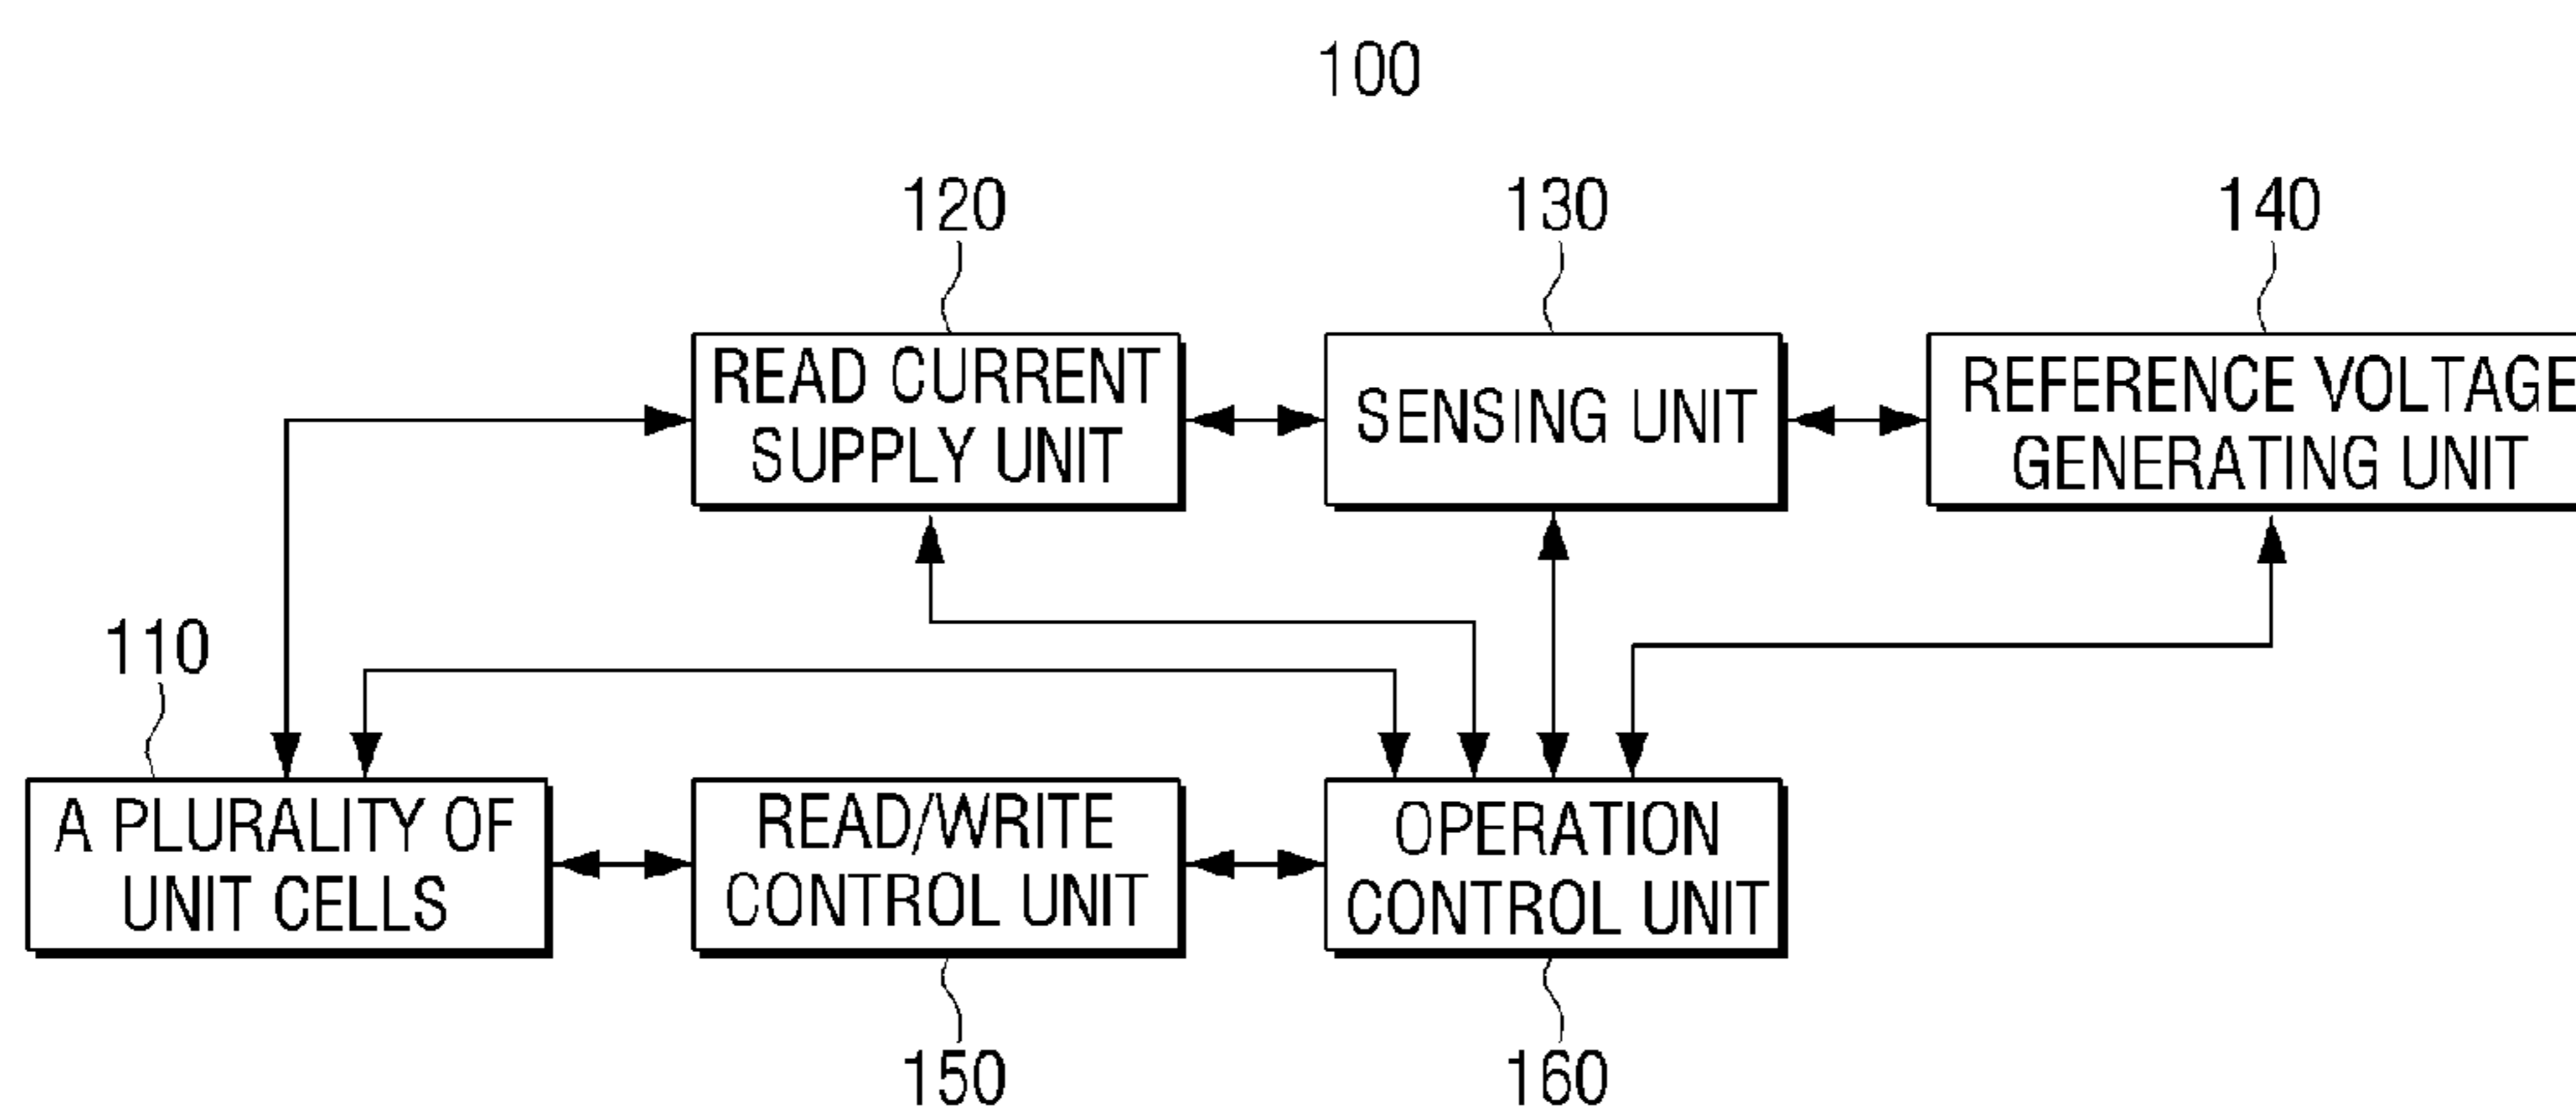 100
120
130
140
READ CURRENT
SUPPLY UNIT
SENSING UNIT
REFERENCE VOLTAGE
GENERATING UNIT
110
A PLURALITY OF
UNIT CELLS
READ/WRITE
CONTROL UNIT
OPERATION
CONTROL UNIT
150
160